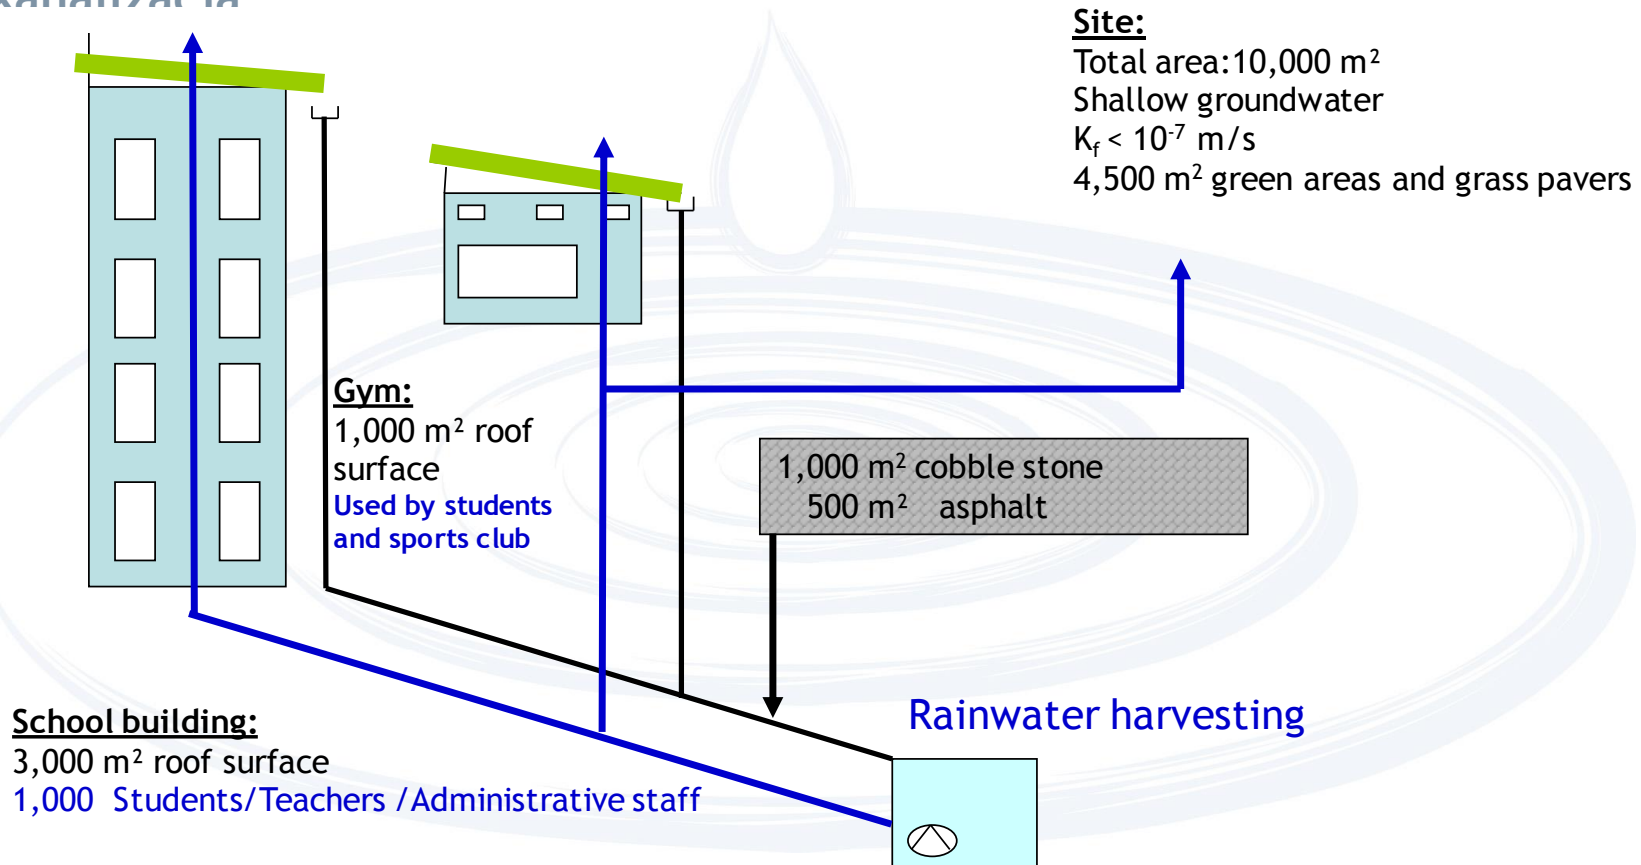 Site:
Total area:10,000 m²
Shallow groundwater
K_f < 10⁻⁷ m/s
4,500 m² green areas and grass pavers
Gym:
1,000 m² roof
surface
Used by students
and sports club
1,000 m² cobble stone
500 m² asphalt
Rainwater harvesting
School building:
3,000 m² roof surface
1,000 Students/Teachers /Administrative staff